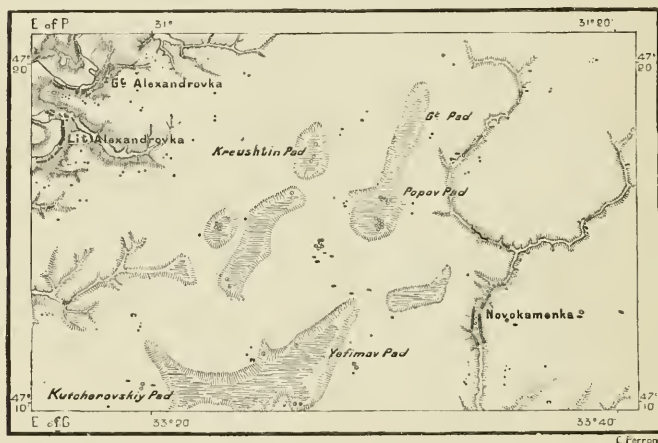 E of P 31° 31°20'
47° 20' 47° 20'
Gt Alexandrovka
Lit. Alexandrovka
Gt Pad
Kreushtin Pad
Popov Pad
Novokamenka
Yefimov Pad
Kutcharovskiy Pad
47° 10' 47° 10'
E of G 33°20 33°40'
C. Perron